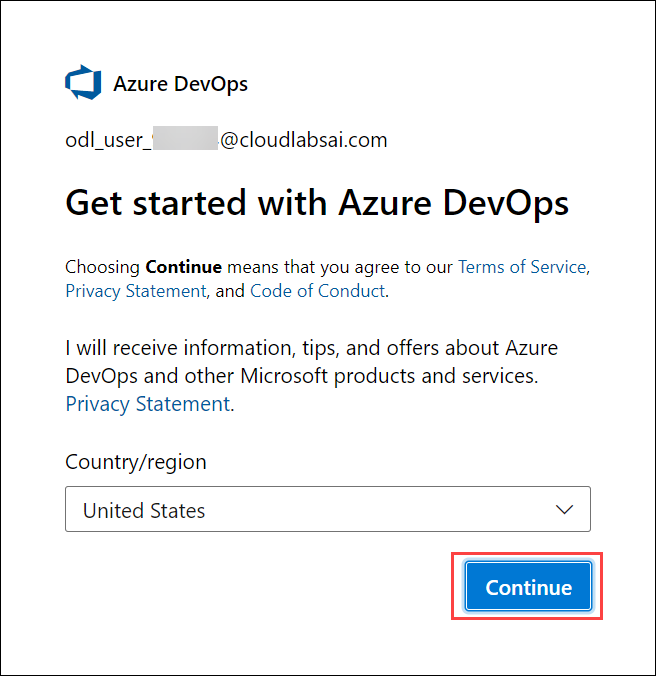 Azure DevOps
odl_user_ @cloudlabsai.com
Get started with Azure DevOps
Choosing Continue means that you agree to our Terms of Service,
Privacy Statement, and Code of Conduct.
I will receive information, tips, and offers about Azure
DevOps and other Microsoft products and services.
Privacy Statement.
Country/region
United States
Continue